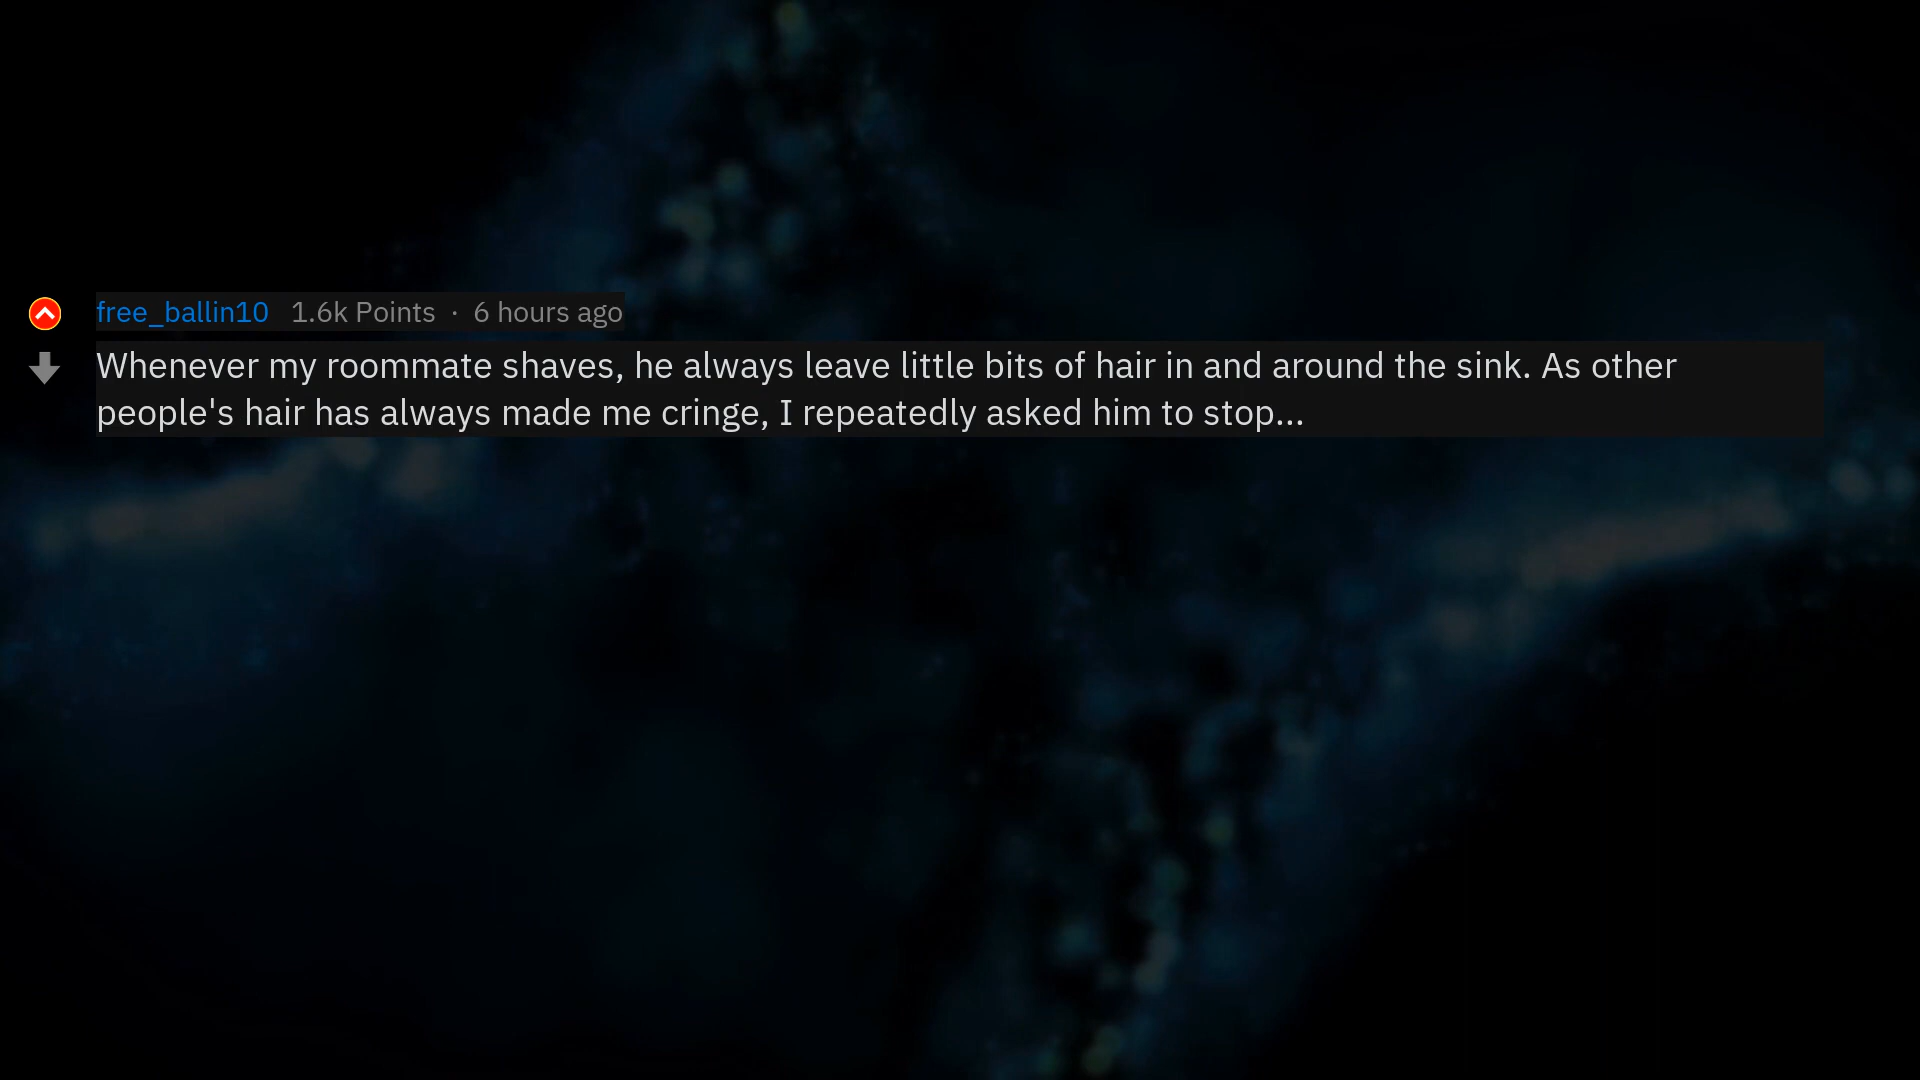 free_ballin10 1.6k Points · 6 hours ago
Whenever my roommate shaves, he always leave little bits of hair in and around the sink. As other
people's hair has always made me cringe, I repeatedly asked him to stop...